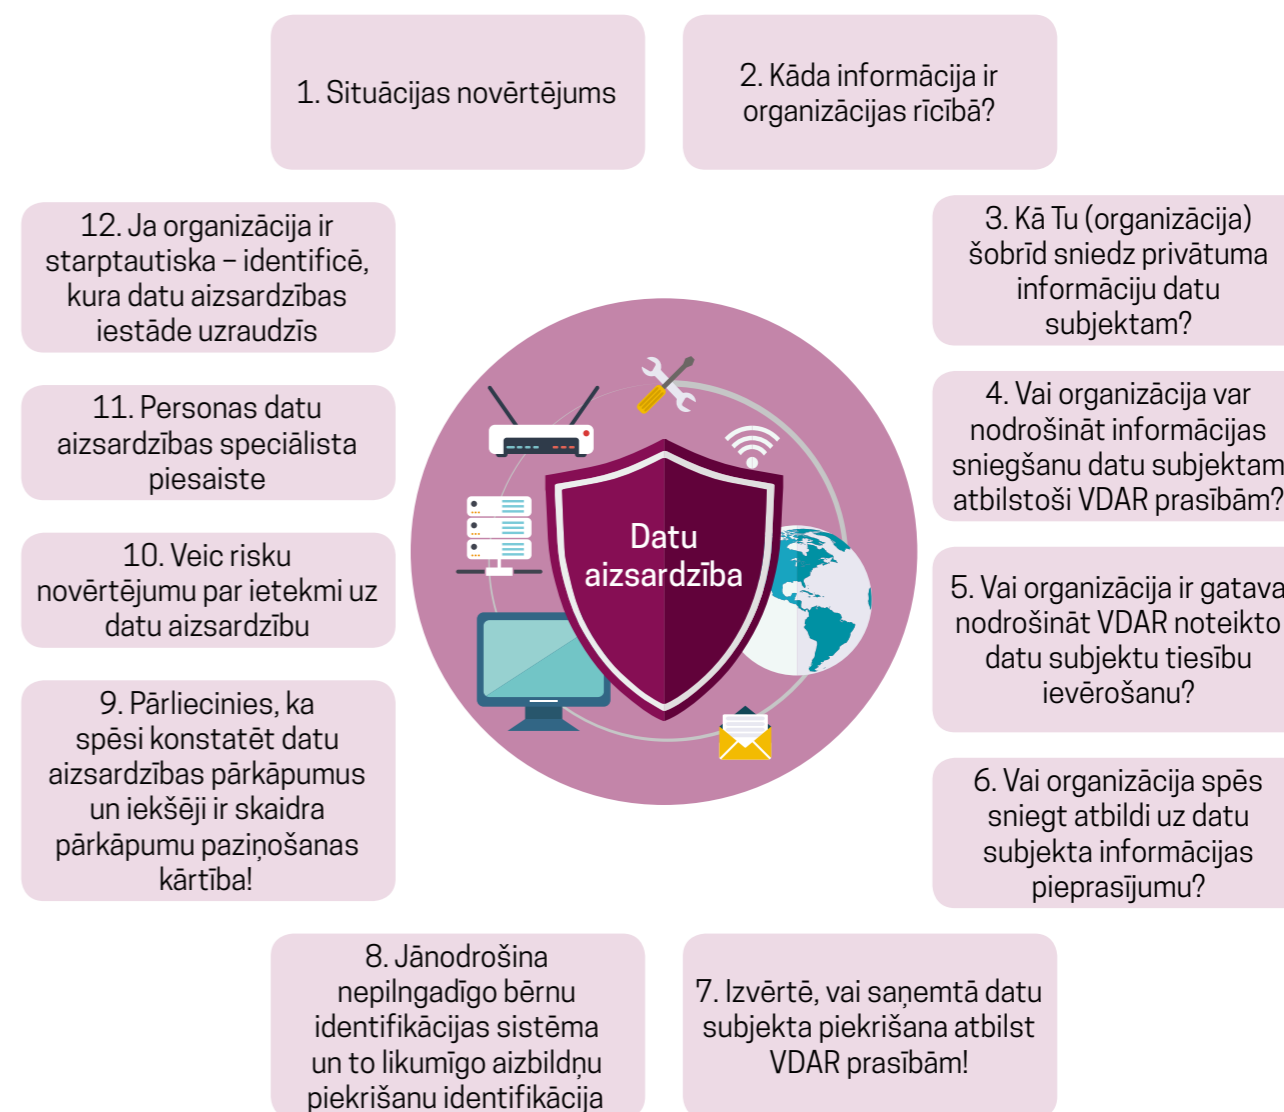 1. Situācijas novērtējums
2. Kāda informācija ir
organizācijas rīcībā?
3. Kā Tu (organizācija)
šobrīd sniedz privātuma
informāciju datu
subjektam?
4. Vai organizācija var
nodrošināt informācijas
sniegšanu datu subjektam
atbilstoši VDAR prasībām?
5. Vai organizācija ir gatava
nodrošināt VDAR noteikto
datu subjektu tiesību
ievērošanu?
6. Vai organizācija spēs
sniegt atbildi uz datu
subjekta informācijas
pieprasījumu?
7. Izvērtē, vai saņemtā datu
subjekta piekrišana atbilst
VDAR prasībām!
8. Jānodrošina
nepilngadīgo bērnu
identifikācijas sistēma
un to likumīgo aizbildņu
piekrišanu identifikācija
9. Pārliecinies, ka
spēsi konstatēt datu
aizsardzības pārkāpumus
un iekšēji ir skaidra
pārkāpumu paziņošanas
kārtība!
10. Veic risku
novērtējumu par ietekmi uz
datu aizsardzību
11. Personas datu
aizsardzības speciālista
piesaiste
12. Ja organizācija ir
starptautiska – identificē,
kura datu aizsardzības
iestāde uzraudzīs
Datu
aizsardzība